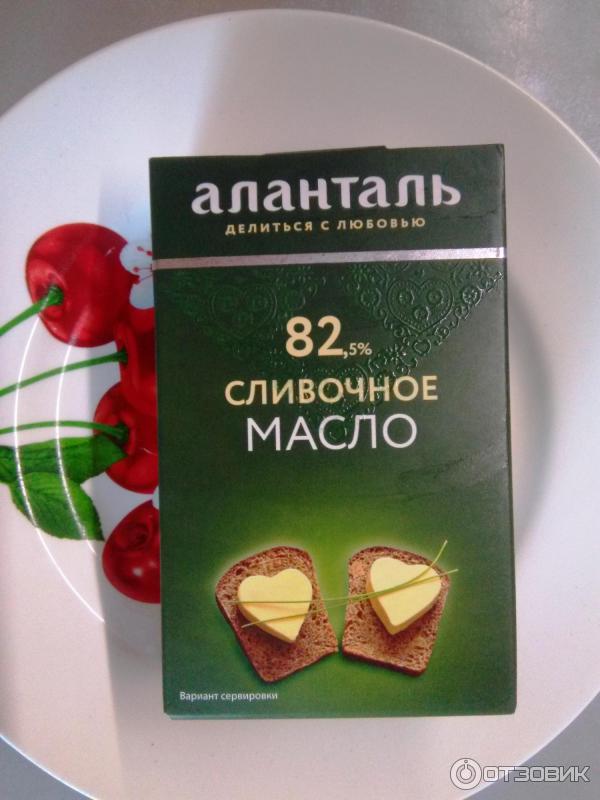 аланталь
ДЕЛИТЬСЯ С ЛЮБОВЬЮ
82,5%
СЛИВОЧНОЕ
МАСЛО
Вариант сервировки
ОТЗОВИК